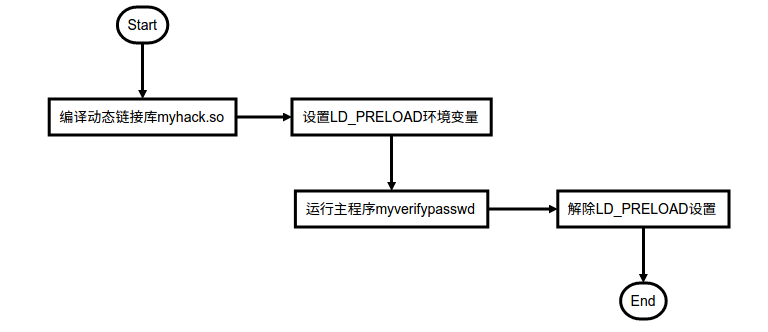 Start
编译动态链接库myhack.so
设置LD_PRELOAD环境变量
运行主程序myverifypasswd
解除LD_PRELOAD设置
End